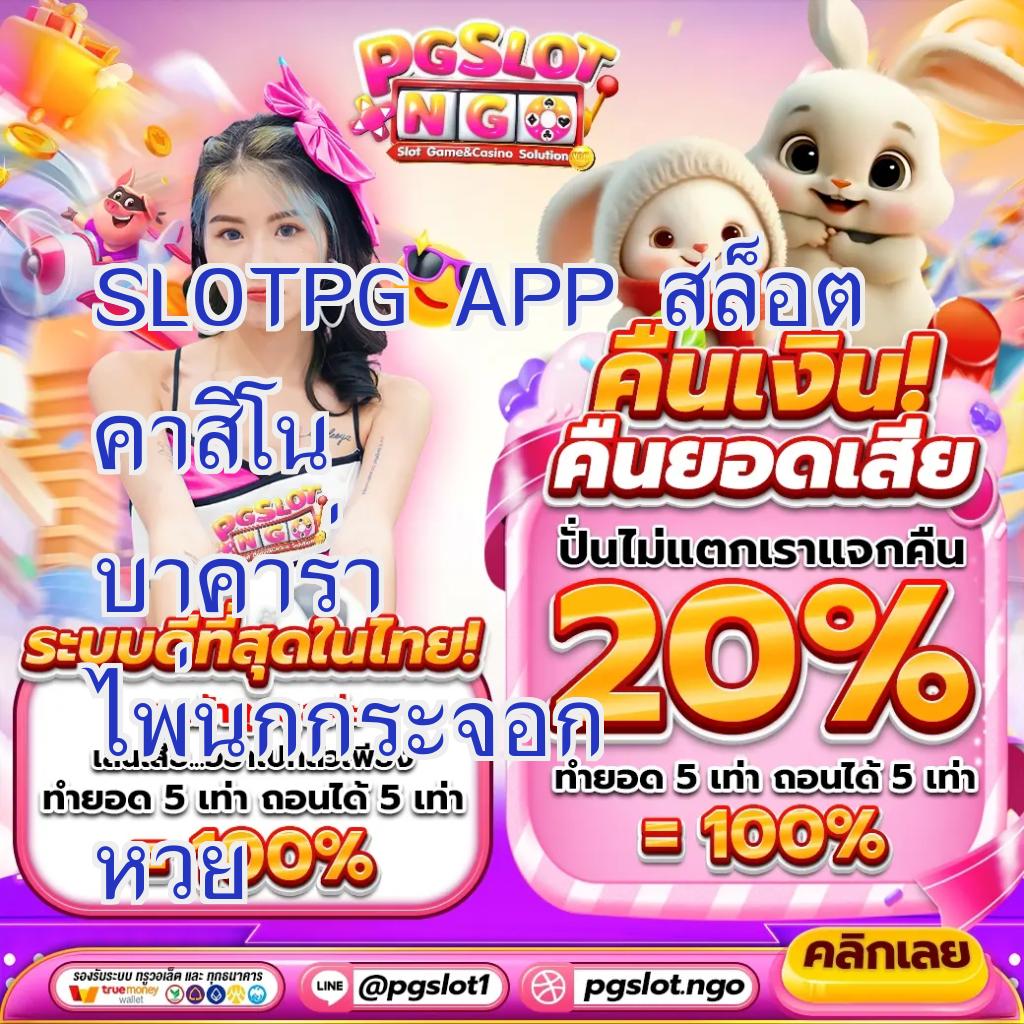 PGSLOT
NGO
Slot Game&Casino Solution
SLOTPG APP สล็อต
คาสิโน
บาคาร่า
ไพ่นกกระจอก
หวย
คืนเงิน!
คืนยอดเสีย
ปั่นไม่แตกเราแจกคืน
20%
ทำยอด 5 เท่า ถอนได้ 5 เท่า
= 100%
PGSLOT
NGO
ระบบดีที่สุดในไทย!
ทำยอด 5 เท่า ถอนได้ 5 เท่า
100%
คลิกเลย
รองรับระบบ ทรูวอเล็ต และ ทุกธนาคาร
truemoney
wallet
LINE @pgslot1
pgslot.ngo